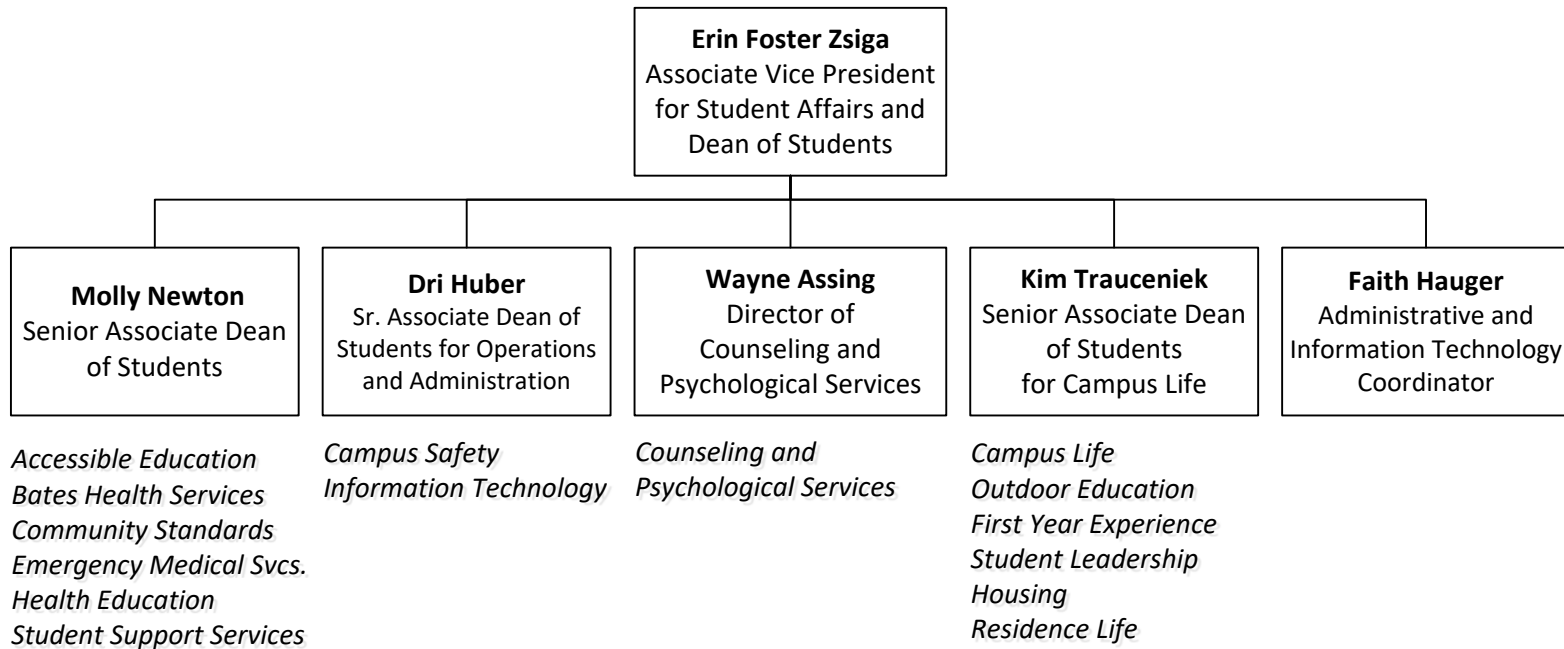 Erin Foster Zsiga
Associate Vice President
for Student Affairs and
Dean of Students
Molly Newton
Senior Associate Dean
of Students
Dri Huber
Sr. Associate Dean of
Students for Operations
and Administration
Wayne Assing
Director of
Counseling and
Psychological Services
Kim Trauceniek
Senior Associate Dean
of Students
for Campus Life
Faith Hauger
Administrative and
Information Technology
Coordinator
Accessible Education
Bates Health Services
Community Standards
Emergency Medical Svcs.
Health Education
Student Support Services
Campus Safety
Information Technology
Counseling and
Psychological Services
Campus Life
Outdoor Education
First Year Experience
Student Leadership
Housing
Residence Life